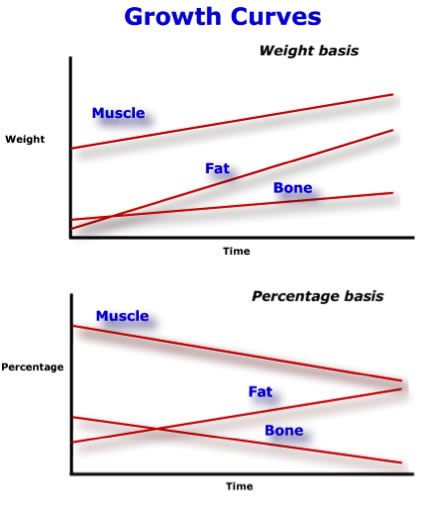 Growth Curves
Weight basis
Muscle
Weight
Fat
Bone
Time
Percentage basis
Muscle
Percentage
Fat
Bone
Time